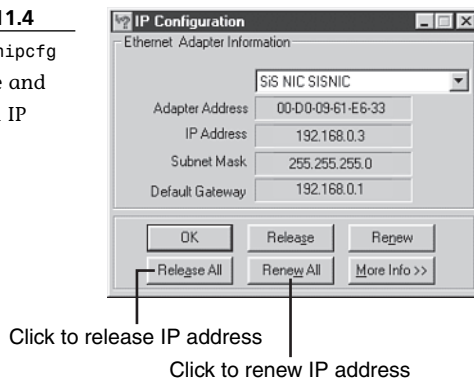 11.4
nipcfg
e and
IP
IP Configuration
Ethernet Adapter Information
SiS NIC SISNIC
Adapter Address 00-D0-09-61-E6-33
IP Address 192.168.0.3
Subnet Mask 255.255.255.0
Default Gateway 192.168.0.1
OK Release Renew
Release All Renew All More Info >>
Click to release IP address
Click to renew IP address